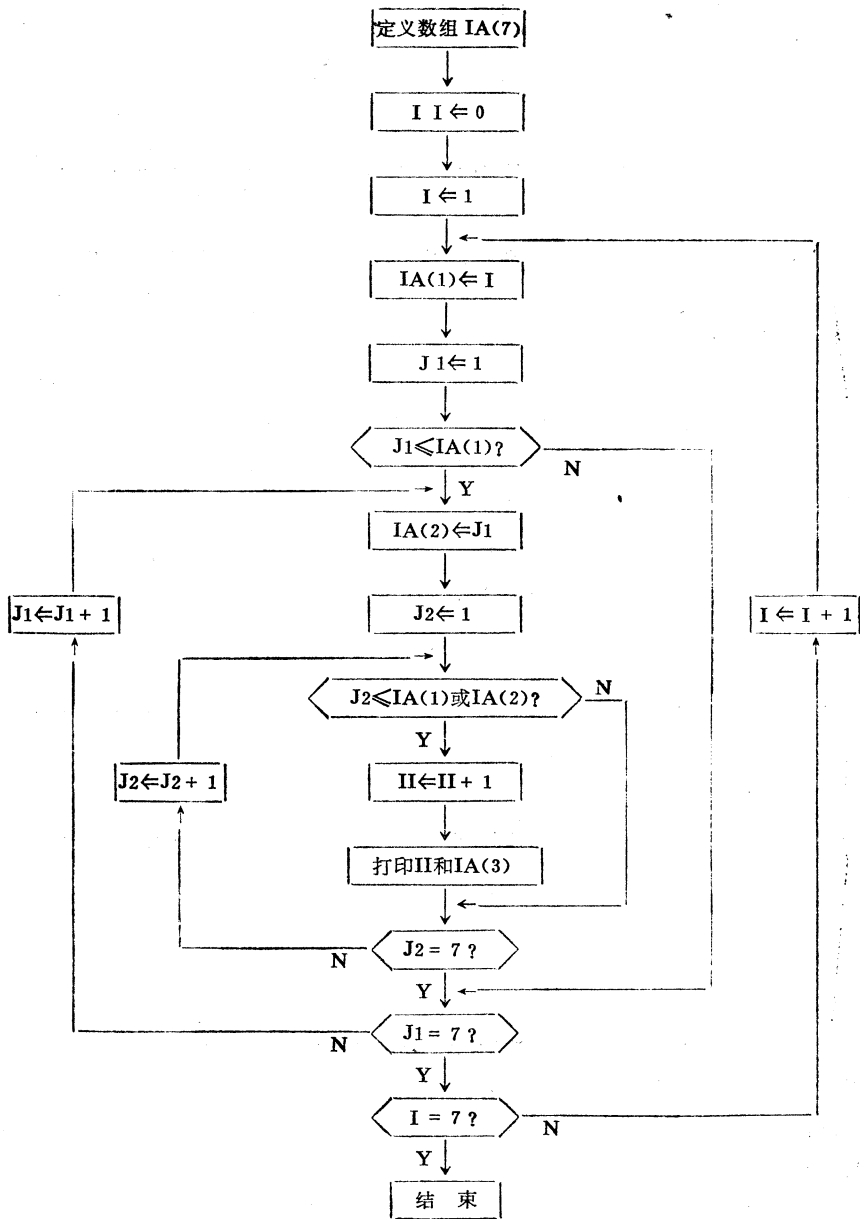 定义数组 IA(7)
I I ⇐ 0
I ⇐ 1
IA(1) ⇐ I
J 1 ⇐ 1
J1≤IA(1)?
N
Y
IA(2)⇐J1
J1⇐J1 + 1
J2⇐ 1
I ⇐ I + 1
J2≤IA(1)或IA(2)?
N
Y
J2⇐J2 + 1
II⇐II + 1
打印II和IA(3)
J2 = 7 ?
N
Y
J1 = 7 ?
N
Y
I = 7 ?
N
Y
结 束